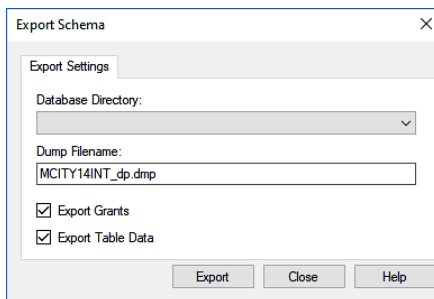 Export Schema
Export Settings
Database Directory:
Dump Filename:
MCITY14INT_dp.dmp
Export Grants
Export Table Data
Export Close Help